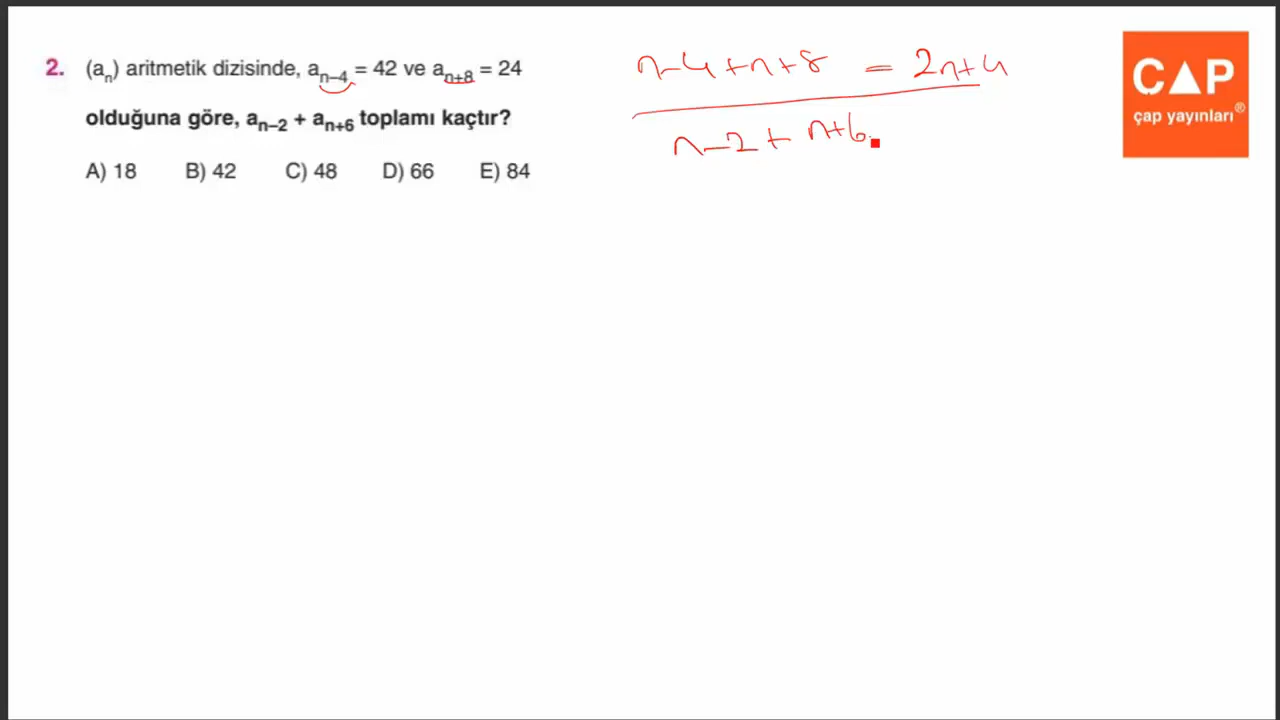 2. (aₙ) aritmetik dizisinde, aₙ₋₄ = 42 ve aₙ₊₈ = 24
olduğuna göre, aₙ₋₂ + aₙ₊₆ toplamı kaçtır?
A) 18 B) 42 C) 48 D) 66 E) 84
n-4+n+8 = 2n+4
n-2+n+6
ÇAP
çap yayınları®